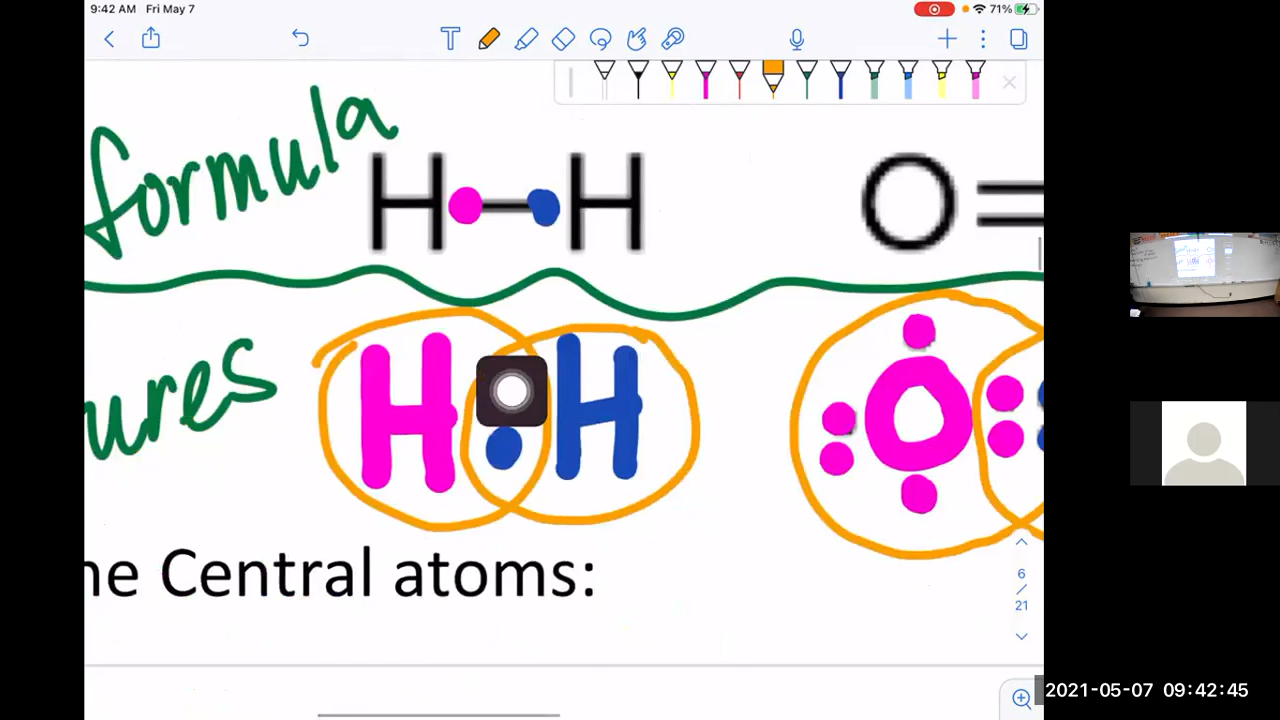 9:42 AM Fri May 7
71%
T
formula
H H
O =
ures
H H
O
he Central atoms:
6
/
21
2021-05-07 09:42:45